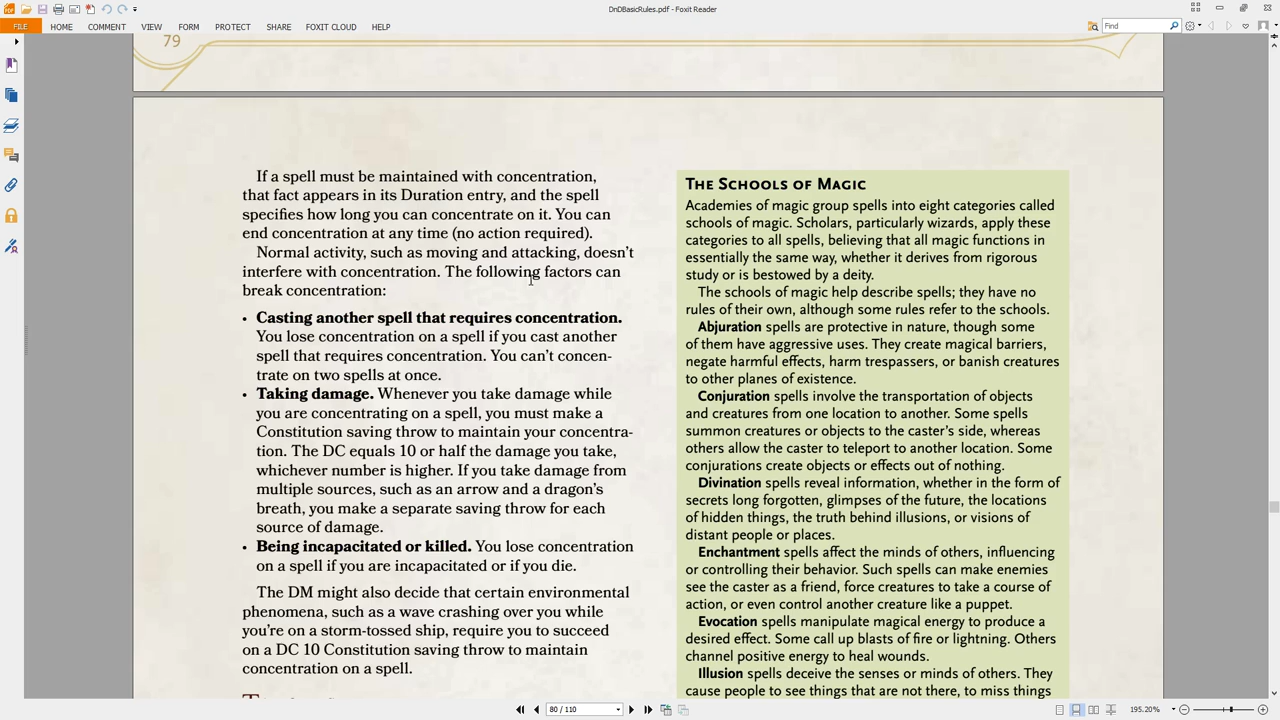 DnDBasicRules.pdf - Foxit Reader
FILE HOME COMMENT VIEW FORM PROTECT SHARE FOXIT CLOUD HELP
Find
79
If a spell must be maintained with concentration,
that fact appears in its Duration entry, and the spell
specifies how long you can concentrate on it. You can
end concentration at any time (no action required).
Normal activity, such as moving and attacking, doesn't
interfere with concentration. The following factors can
break concentration:
• Casting another spell that requires concentration.
You lose concentration on a spell if you cast another
spell that requires concentration. You can't concen-
trate on two spells at once.
• Taking damage. Whenever you take damage while
you are concentrating on a spell, you must make a
Constitution saving throw to maintain your concentra-
tion. The DC equals 10 or half the damage you take,
whichever number is higher. If you take damage from
multiple sources, such as an arrow and a dragon's
breath, you make a separate saving throw for each
source of damage.
• Being incapacitated or killed. You lose concentration
on a spell if you are incapacitated or if you die.
The DM might also decide that certain environmental
phenomena, such as a wave crashing over you while
you're on a storm-tossed ship, require you to succeed
on a DC 10 Constitution saving throw to maintain
concentration on a spell.
The Schools of Magic
Academies of magic group spells into eight categories called
schools of magic. Scholars, particularly wizards, apply these
categories to all spells, believing that all magic functions in
essentially the same way, whether it derives from rigorous
study or is bestowed by a deity.
The schools of magic help describe spells; they have no
rules of their own, although some rules refer to the schools.
Abjuration spells are protective in nature, though some
of them have aggressive uses. They create magical barriers,
negate harmful effects, harm trespassers, or banish creatures
to other planes of existence.
Conjuration spells involve the transportation of objects
and creatures from one location to another. Some spells
summon creatures or objects to the caster's side, whereas
others allow the caster to teleport to another location. Some
conjurations create objects or effects out of nothing.
Divination spells reveal information, whether in the form of
secrets long forgotten, glimpses of the future, the locations
of hidden things, the truth behind illusions, or visions of
distant people or places.
Enchantment spells affect the minds of others, influencing
or controlling their behavior. Such spells can make enemies
see the caster as a friend, force creatures to take a course of
action, or even control another creature like a puppet.
Evocation spells manipulate magical energy to produce a
desired effect. Some call up blasts of fire or lightning. Others
channel positive energy to heal wounds.
Illusion spells deceive the senses or minds of others. They
cause people to see things that are not there, to miss things
80 / 110
195.20%